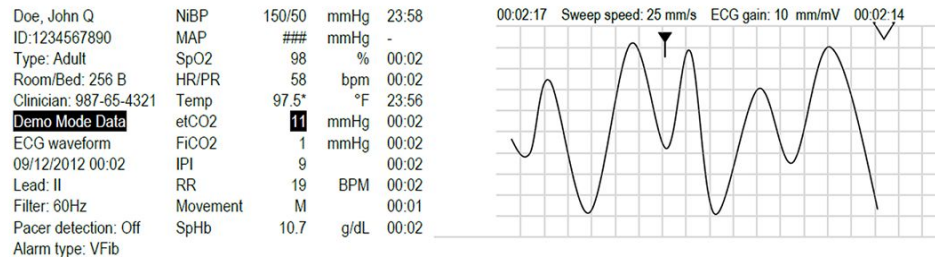 Doe, John Q NiBP 150/50 mmHg 23:58
ID:1234567890 MAP ### mmHg -
Type: Adult SpO2 98 % 00:02
Room/Bed: 256 B HR/PR 58 bpm 00:02
Clinician: 987-65-4321 Temp 97.5* °F 23:56
Demo Mode Data etCO2 11 mmHg 00:02
ECG waveform FiCO2 1 mmHg 00:02
09/12/2012 00:02 IPI 9 00:02
Lead: II RR 19 BPM 00:02
Filter: 60Hz Movement M 00:01
Pacer detection: Off SpHb 10.7 g/dL 00:02
Alarm type: VFib
00:02:17 Sweep speed: 25 mm/s ECG gain: 10 mm/mV 00:02:14